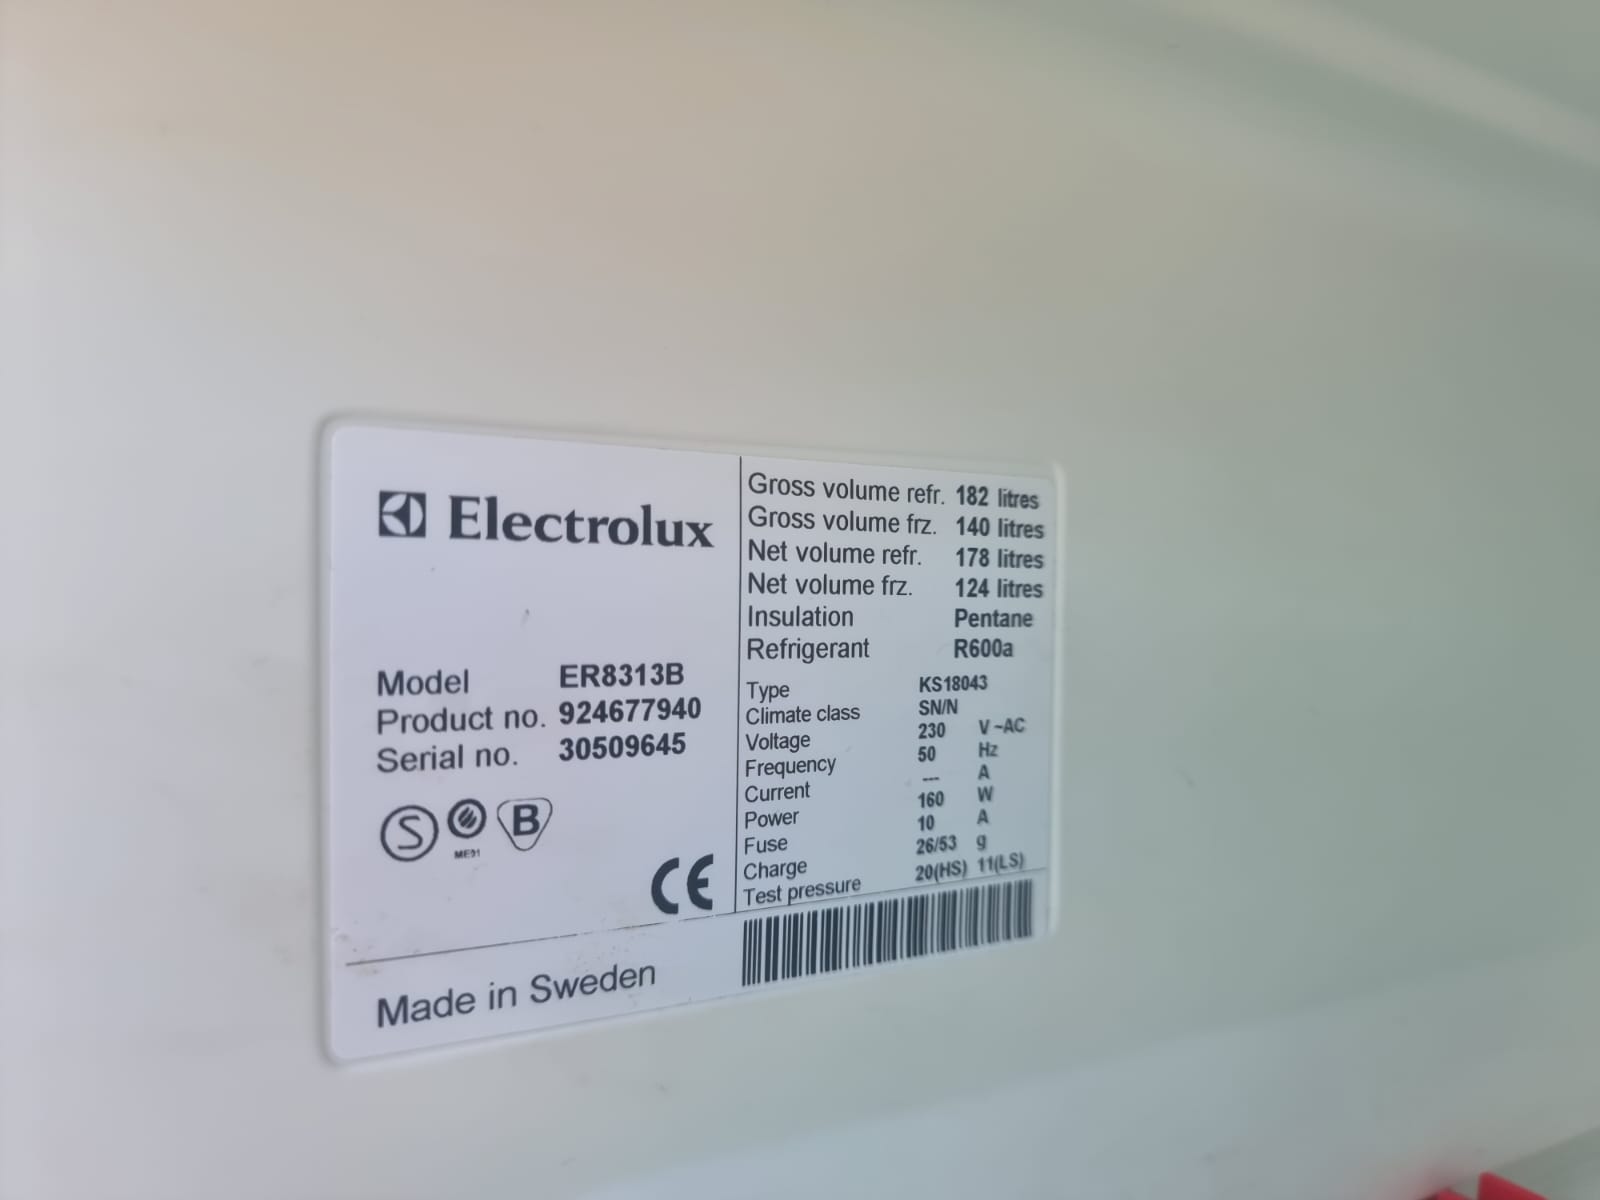 Electrolux
Model ER8313B
Product no. 924677940
Serial no. 30509645
S ME91 B
CE
Made in Sweden
Gross volume refr. 182 litres
Gross volume frz. 140 litres
Net volume refr. 178 litres
Net volume frz. 124 litres
Insulation Pentane
Refrigerant R600a
Type KS18043
Climate class SN/N
Voltage 230 V ~AC
Frequency 50 Hz
Current --- A
Power 160 W
Fuse 10 A
Charge 26/53 g
Test pressure 20(HS) 11(LS)